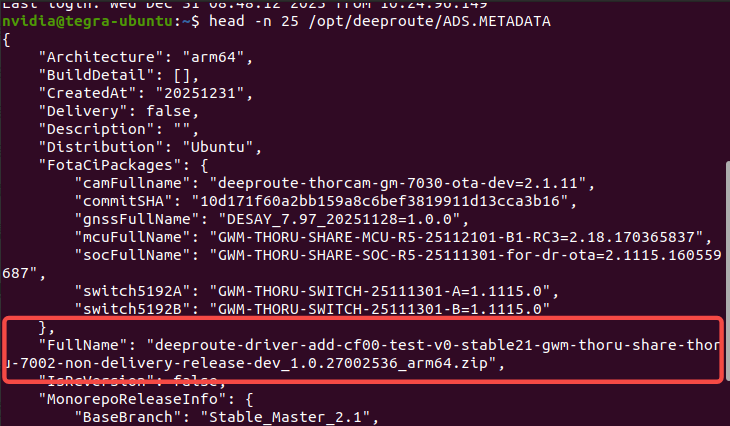 Last login: Wed Dec 31 08:48:12 2025 from 10.24.96.149
nvidia@tegra-ubuntu:~$ head -n 25 /opt/deeproute/ADS.METADATA
{
    "Architecture": "arm64",
    "BuildDetail": [],
    "CreatedAt": "20251231",
    "Delivery": false,
    "Description": "",
    "Distribution": "Ubuntu",
    "FotaCiPackages": {
        "camFullname": "deeproute-thorcam-gm-7030-ota-dev=2.1.11",
        "commitSHA": "10d171f60a2bb159a8c6bef3819911d13cca3b16",
        "gnssFullName": "DESAY_7.97_20251128=1.0.0",
        "mcuFullName": "GWM-THORU-SHARE-MCU-R5-25112101-B1-RC3=2.18.170365837",
        "socFullName": "GWM-THORU-SHARE-SOC-R5-25111301-for-dr-ota=2.1115.160559
687",
        "switch5192A": "GWM-THORU-SWITCH-25111301-A=1.1115.0",
        "switch5192B": "GWM-THORU-SWITCH-25111301-B=1.1115.0"
    },
    "FullName": "deeproute-driver-add-cf00-test-v0-stable21-gwm-thoru-share-thor
u-7002-non-delivery-release-dev_1.0.27002536_arm64.zip",
    "IsRcVersion": false,
    "MonorepoReleaseInfo": {
        "BaseBranch": "Stable_Master_2.1",